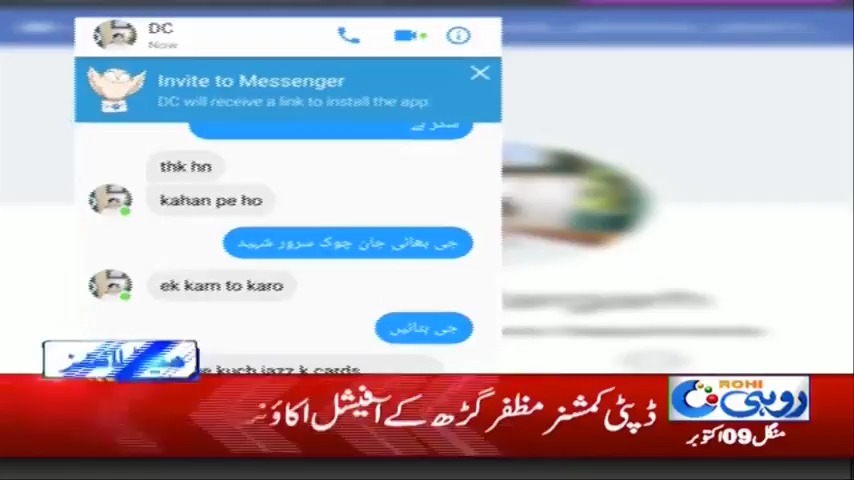 DC
Now
Invite to Messenger
DC will receive a link to install the app.
thk hn
kahan pe ho
جی بھائی جان چوک سرور شہید
ek kam to karo
جی بتائیں
kuch jazz k cards
ہیڈ لائنز
ڈپٹی کمشنر مظفر گڑھ کے آفیشل اکاؤنٹ
ROHI
روہی
منگل 09 اکتوبر